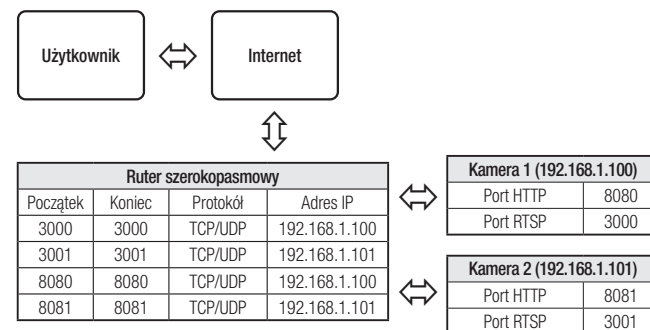 Użytkownik
Internet
Ruter szerokopasmowy
Początek Koniec Protokół Adres IP
3000 3000 TCP/UDP 192.168.1.100
3001 3001 TCP/UDP 192.168.1.101
8080 8080 TCP/UDP 192.168.1.100
8081 8081 TCP/UDP 192.168.1.101
Kamera 1 (192.168.1.100)
Port HTTP 8080
Port RTSP 3000
Kamera 2 (192.168.1.101)
Port HTTP 8081
Port RTSP 3001